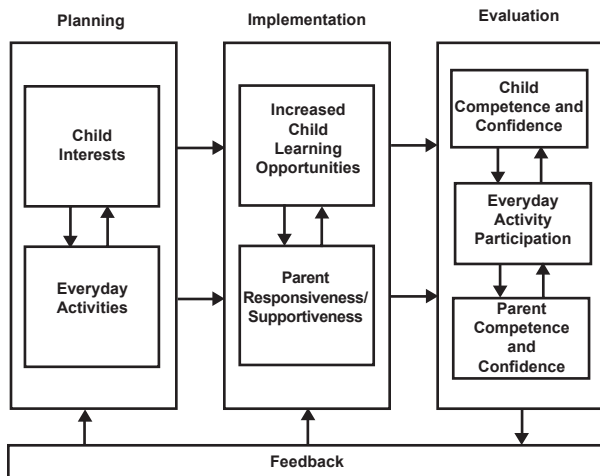 Planning
Implementation
Evaluation
Child
Interests
Everyday
Activities
Increased
Child
Learning
Opportunities
Parent
Responsiveness/
Supportiveness
Child
Competence and
Confidence
Everyday
Activity
Participation
Parent
Competence
and
Confidence
Feedback